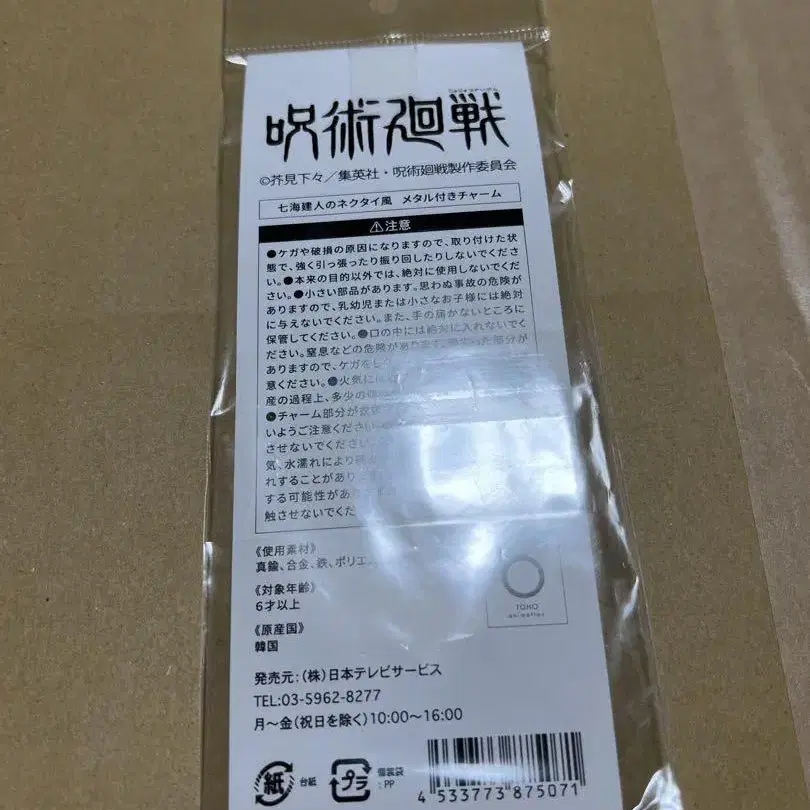 呪術廻戦
©芥見下々／集英社・呪術廻戦製作委員会
七海建人のネクタイ風 メタル付きチャーム
⚠注意
●ケガや破損の原因になりますので、取り付けた状
態で、強く引っ張ったり振り回したりしないでくださ
い。●本来の目的以外では、絶対に使用しないでくだ
さい。●小さい部品があります。思わぬ事故の危険が
ありますので、乳幼児または小さなお子様には絶対
に与えないでください。また、手の届かないところに
保管してください。●口の中には絶対に入れないでく
ださい。窒息などの危険があります。
ありますので、ケガをし
意ください。●火気に
産の過程上、多少の
●チャーム部分が衣
いようご注意ください
させないでください
気、水濡れにより
れすることがあり
する可能性があり
触させないでくだ
《使用素材》
真鍮、合金、鉄、ポリエ
《対象年齢》
6才以上
《原産国》
韓国
TOHO
animation
発売元:(株)日本テレビサービス
TEL:03-5962-8277
月〜金(祝日を除く)10:00〜16:00
紙 台紙
プラ 個装袋
:PP
4 533773 875071